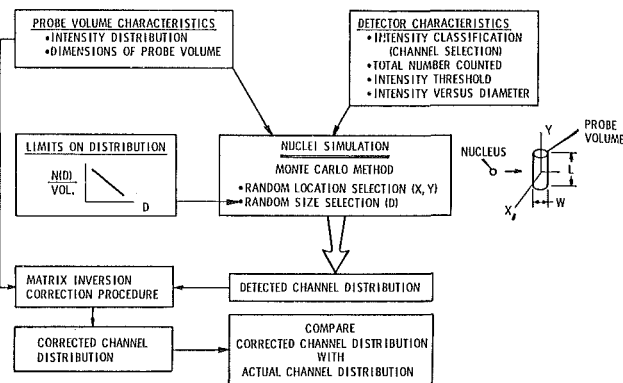 PROBE VOLUME CHARACTERISTICS
•INTENSITY DISTRIBUTION
•DIMENSIONS OF PROBE VOLUME
DETECTOR CHARACTERISTICS
•INTENSITY CLASSIFICATION
(CHANNEL SELECTION)
•TOTAL NUMBER COUNTED
•INTENSITY THRESHOLD
•INTENSITY VERSUS DIAMETER
LIMITS ON DISTRIBUTION
N(D)
VOL.
D
NUCLEI SIMULATION
MONTE CARLO METHOD
•RANDOM LOCATION SELECTION (X, Y)
•RANDOM SIZE SELECTION (D)
NUCLEUS
Y
PROBE
VOLUME
L
X
W
MATRIX INVERSION
CORRECTION PROCEDURE
DETECTED CHANNEL DISTRIBUTION
CORRECTED CHANNEL
DISTRIBUTION
COMPARE
CORRECTED CHANNEL DISTRIBUTION
WITH
ACTUAL CHANNEL DISTRIBUTION